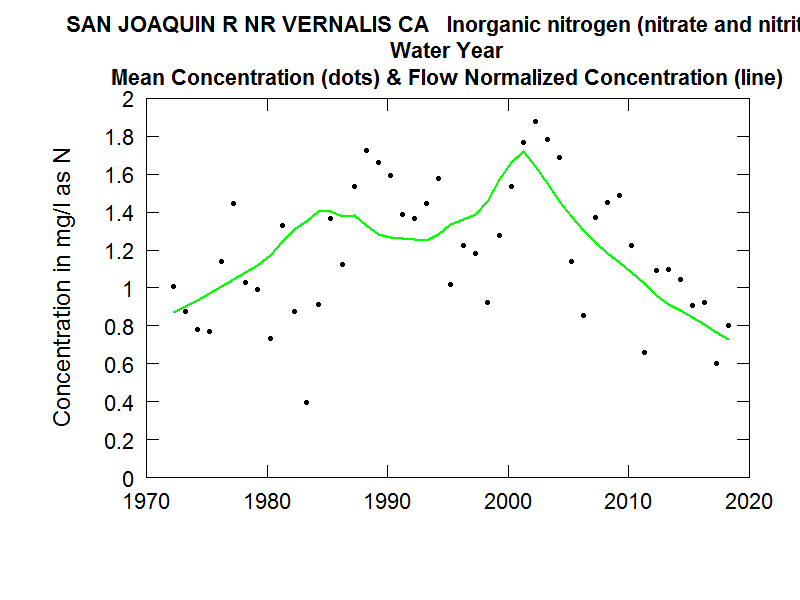 SAN JOAQUIN R NR VERNALIS CA   Inorganic nitrogen (nitrate and nitrit
Water Year
Mean Concentration (dots) & Flow Normalized Concentration (line)
Concentration in mg/l as N
2
1.8
1.6
1.4
1.2
1
0.8
0.6
0.4
0.2
0
1970 1980 1990 2000 2010 2020